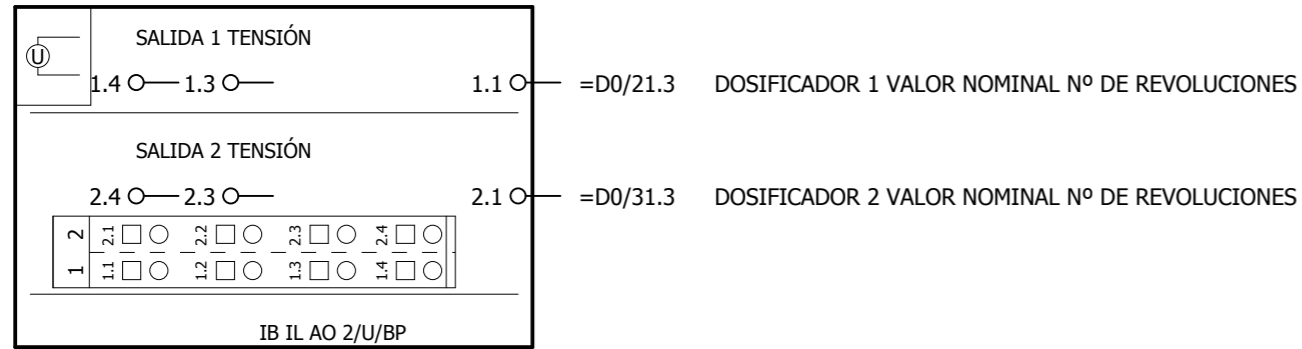 SALIDA 1 TENSIÓN
U
1.4 1.3 1.1 =D0/21.3 DOSIFICADOR 1 VALOR NOMINAL Nº DE REVOLUCIONES
SALIDA 2 TENSIÓN
2.4 2.3 2.1 =D0/31.3 DOSIFICADOR 2 VALOR NOMINAL Nº DE REVOLUCIONES
2 2.1 2.2 2.3 2.4
1 1.1 1.2 1.3 1.4
IB IL AO 2/U/BP